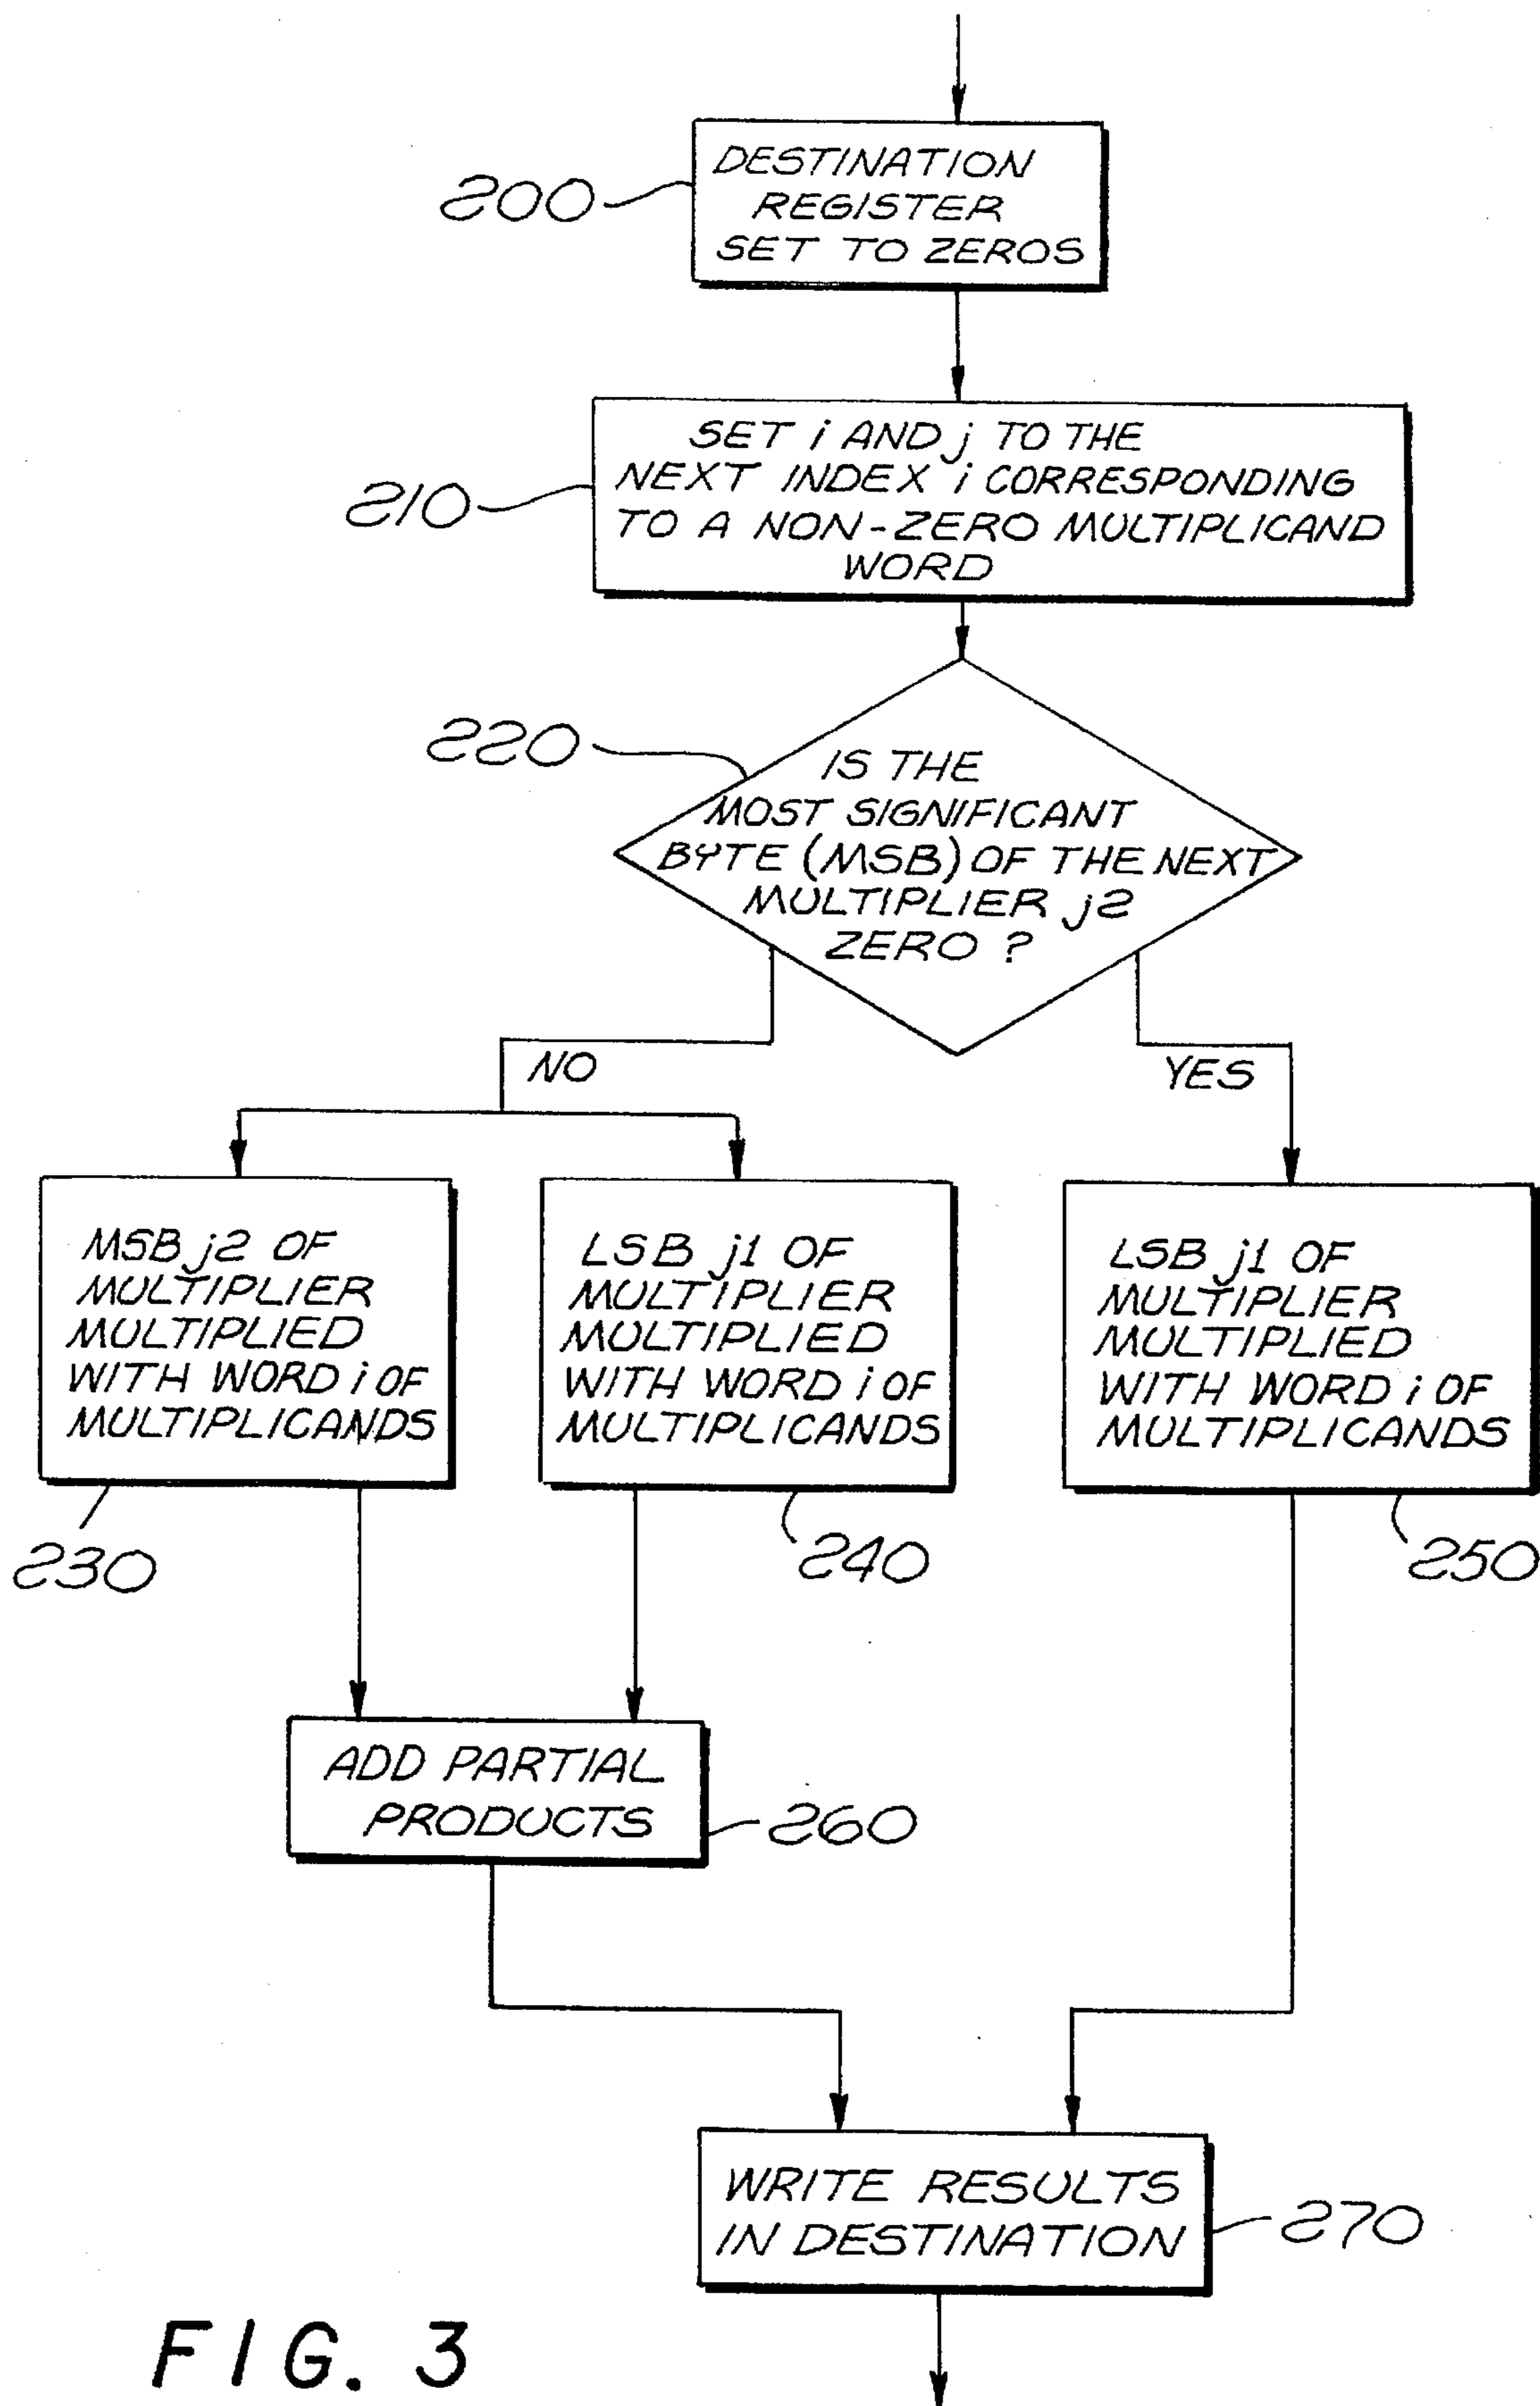 200
DESTINATION
REGISTER
SET TO ZEROS
210
SET i AND j TO THE
NEXT INDEX i CORRESPONDING
TO A NON-ZERO MULTIPLICAND
WORD
220
IS THE
MOST SIGNIFICANT
BYTE (MSB) OF THE NEXT
MULTIPLIER j2
ZERO ?
NO
YES
MSB j2 OF
MULTIPLIER
MULTIPLIED
WITH WORD i OF
MULTIPLICANDS
230
LSB j1 OF
MULTIPLIER
MULTIPLIED
WITH WORD i OF
MULTIPLICANDS
240
LSB j1 OF
MULTIPLIER
MULTIPLIED
WITH WORD i OF
MULTIPLICANDS
250
ADD PARTIAL
PRODUCTS
260
WRITE RESULTS
IN DESTINATION
270
FIG. 3